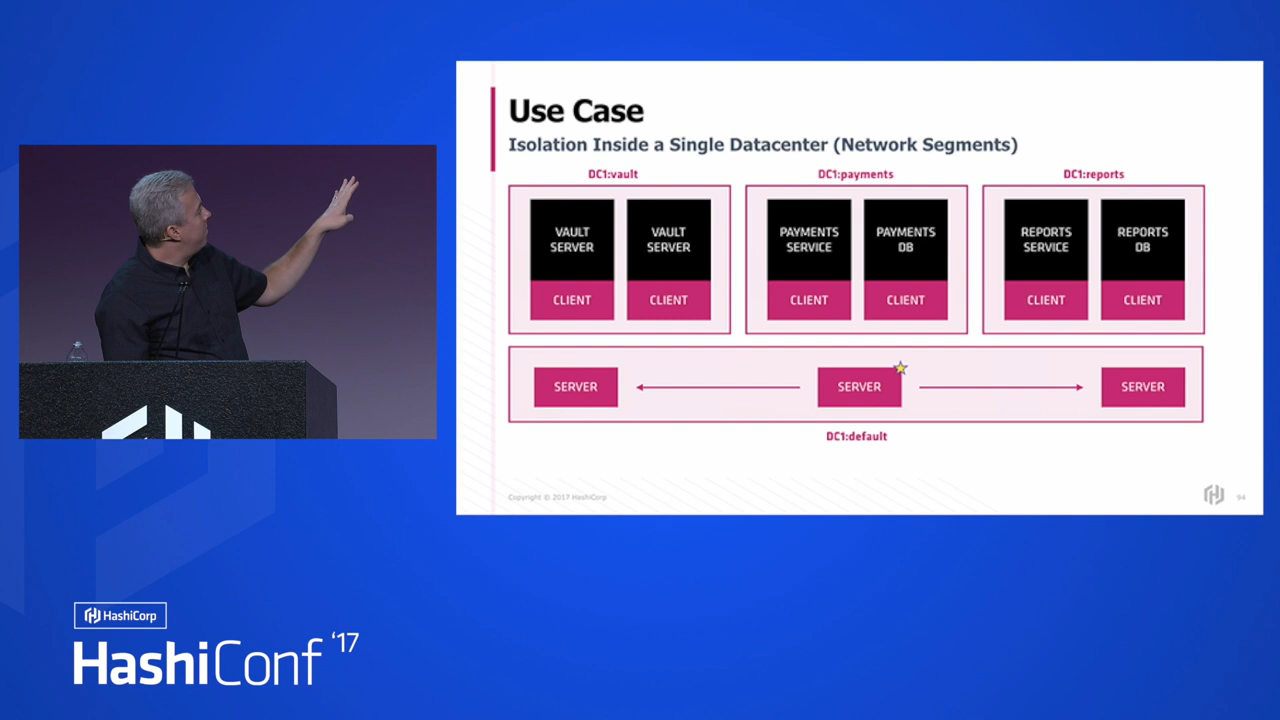 Use Case
Isolation Inside a Single Datacenter (Network Segments)
DC1:vault
DC1:payments
DC1:reports
VAULT
SERVER
VAULT
SERVER
PAYMENTS
SERVICE
PAYMENTS
DB
REPORTS
SERVICE
REPORTS
DB
CLIENT
CLIENT
CLIENT
CLIENT
CLIENT
CLIENT
SERVER
SERVER
SERVER
DC1:default
Copyright © 2017 HashiCorp
94
HashiCorp
HashiConf '17